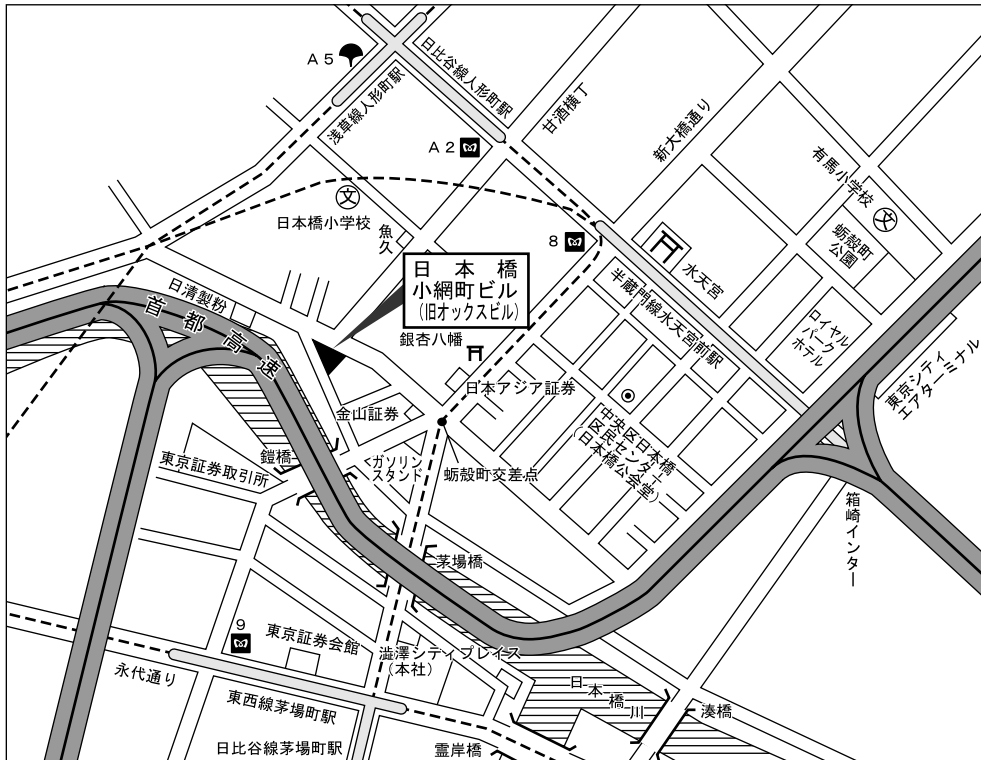 A5
日比谷線人形町駅
浅草線人形町駅
甘酒横丁
新大橋通り
A2
有馬小学校
文
蛎殻町
公園
文
日本橋小学校
魚久
8
水天宮
半蔵門線水天宮前駅
日本橋
小網町ビル
(旧オックスビル)
日清製粉
首都高速
銀杏八幡
ロイヤル
パーク
ホテル
東京シティ
エアターミナル
日本アジア証券
金山証券
中央区日本橋
区民センター
(日本橋公会堂)
鎧橋
ガソリン
スタンド
蛎殻町交差点
東京証券取引所
箱崎インター
茅場橋
9
東京証券会館
澁澤シティプレイス
(本社)
永代通り
東西線茅場町駅
日本橋川
湊橋
日比谷線茅場町駅
霊岸橋